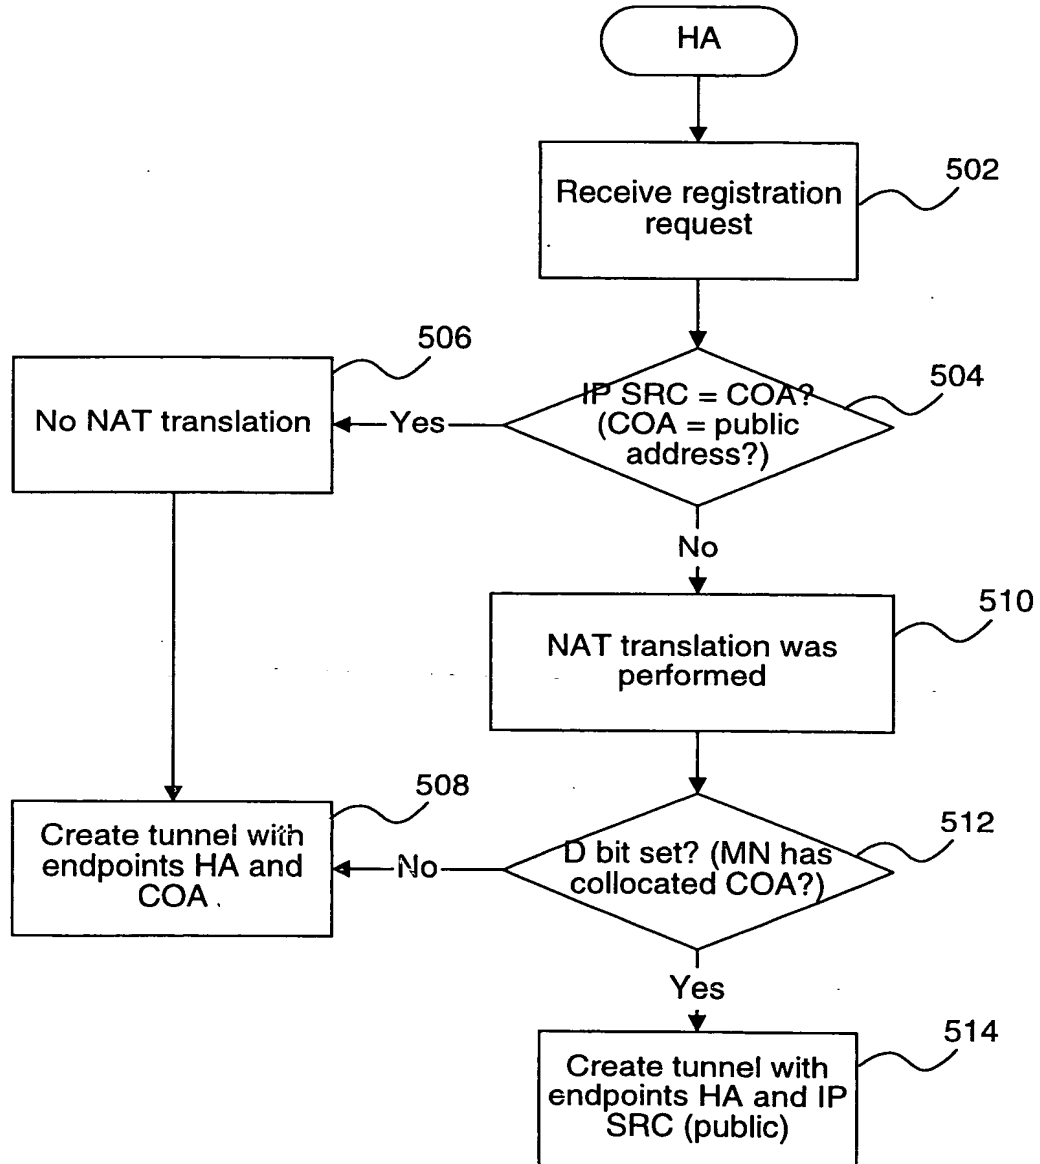 HA
Receive registration
request
502
IP SRC = COA?
(COA = public
address?)
504
Yes
No NAT translation
506
No
NAT translation was
performed
510
D bit set? (MN has
collocated COA?)
512
No
Create tunnel with
endpoints HA and
COA
508
Yes
Create tunnel with
endpoints HA and IP
SRC (public)
514